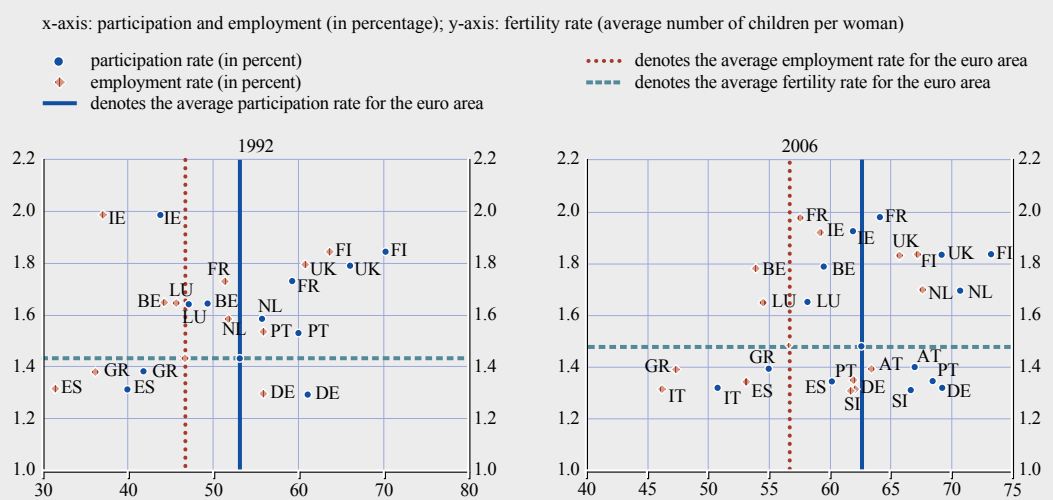 x-axis: participation and employment (in percentage); y-axis: fertility rate (average number of children per woman)
participation rate (in percent)
employment rate (in percent)
denotes the average participation rate for the euro area
denotes the average employment rate for the euro area
denotes the average fertility rate for the euro area
1992
2.2 2.2
2.0 IE IE 2.0
FI FI
1.8 FR UK UK 1.8
FR
LU
BE BE
LU NL
1.6 NL 1.6
PT PT
1.4 GR GR 1.4
ES ES DE DE
1.2 1.2
1.0 1.0
30 40 50 60 70 80
2006
2.2 2.2
FR FR
2.0 IE IE 2.0
UK UK FI
FI
1.8 BE BE 1.8
NL NL
LU LU
1.6 1.6
GR AT
1.4 GR PT AT PT 1.4
IT IT ES ES DE DE
SI SI
1.2 1.2
1.0 1.0
40 45 50 55 60 65 70 75